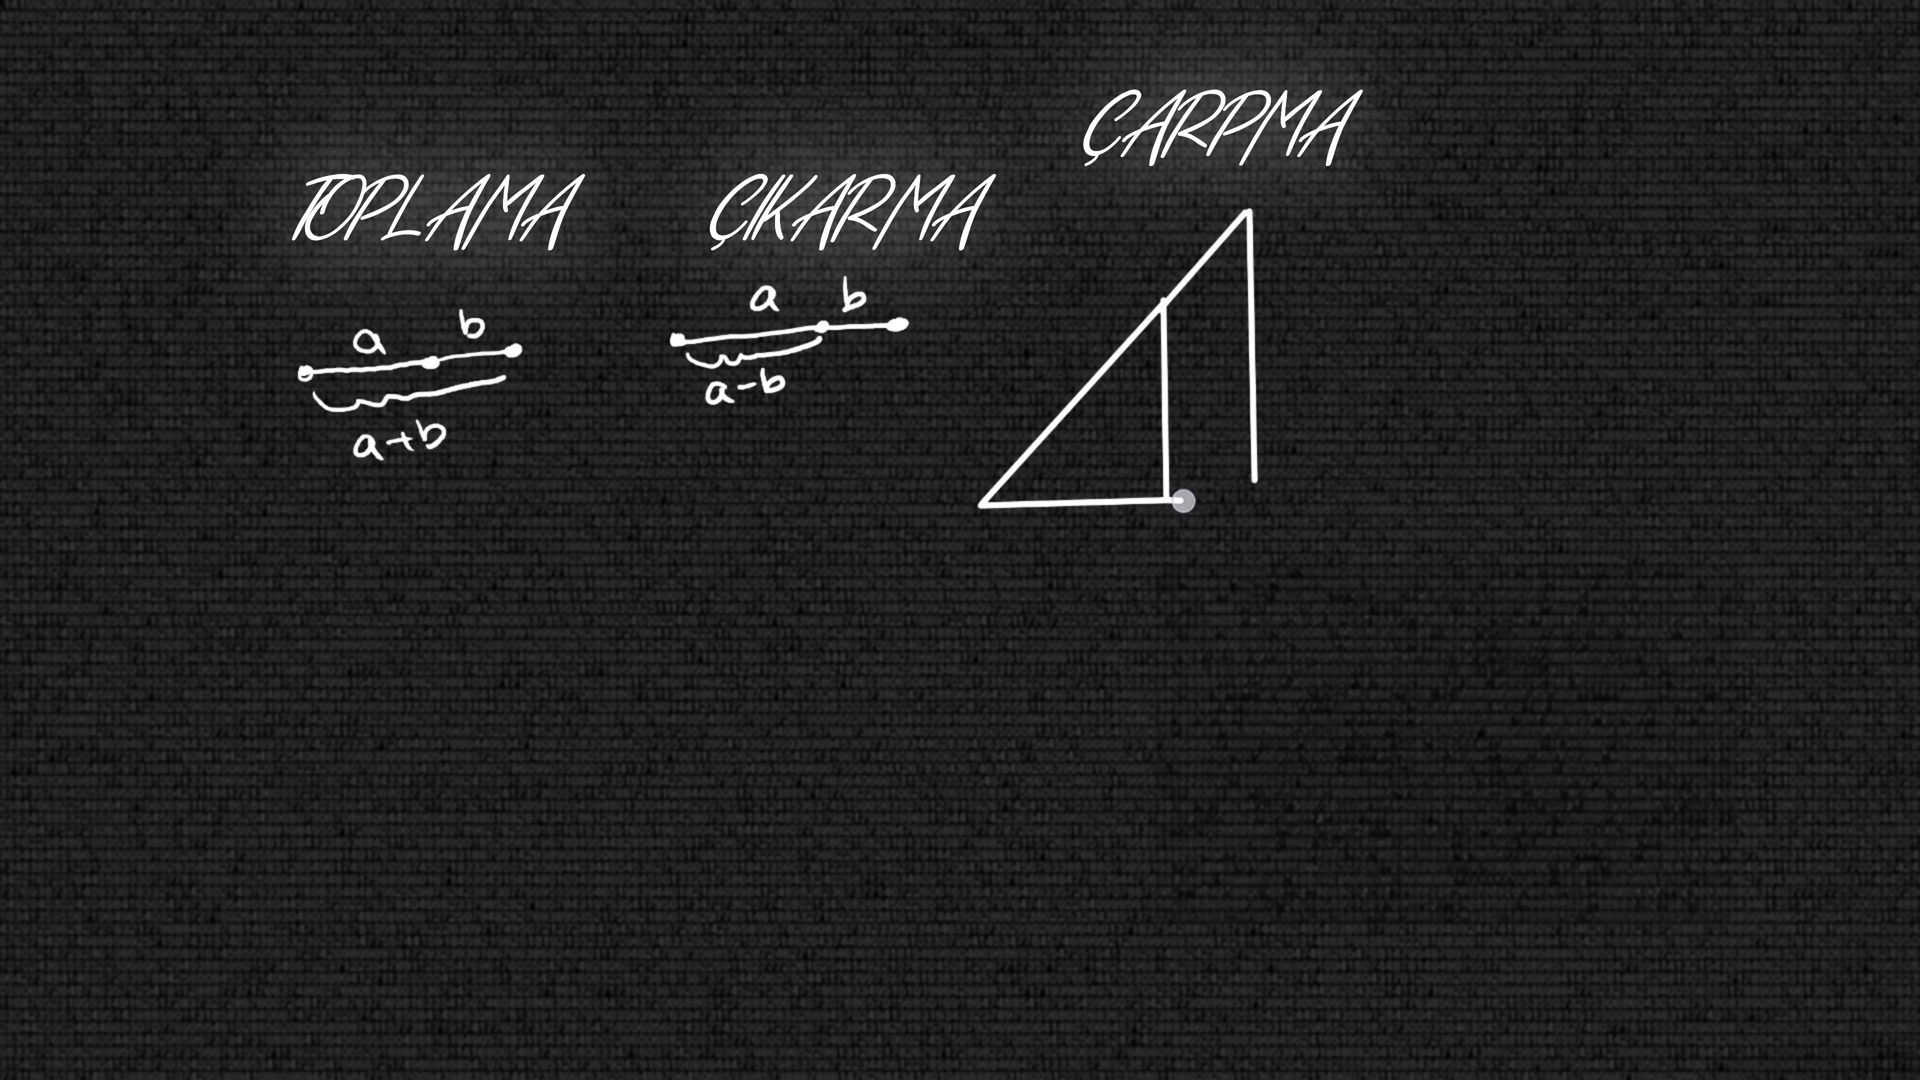 TOPLAMA
a b
a+b
ÇIKARMA
a b
a-b
ÇARPMA